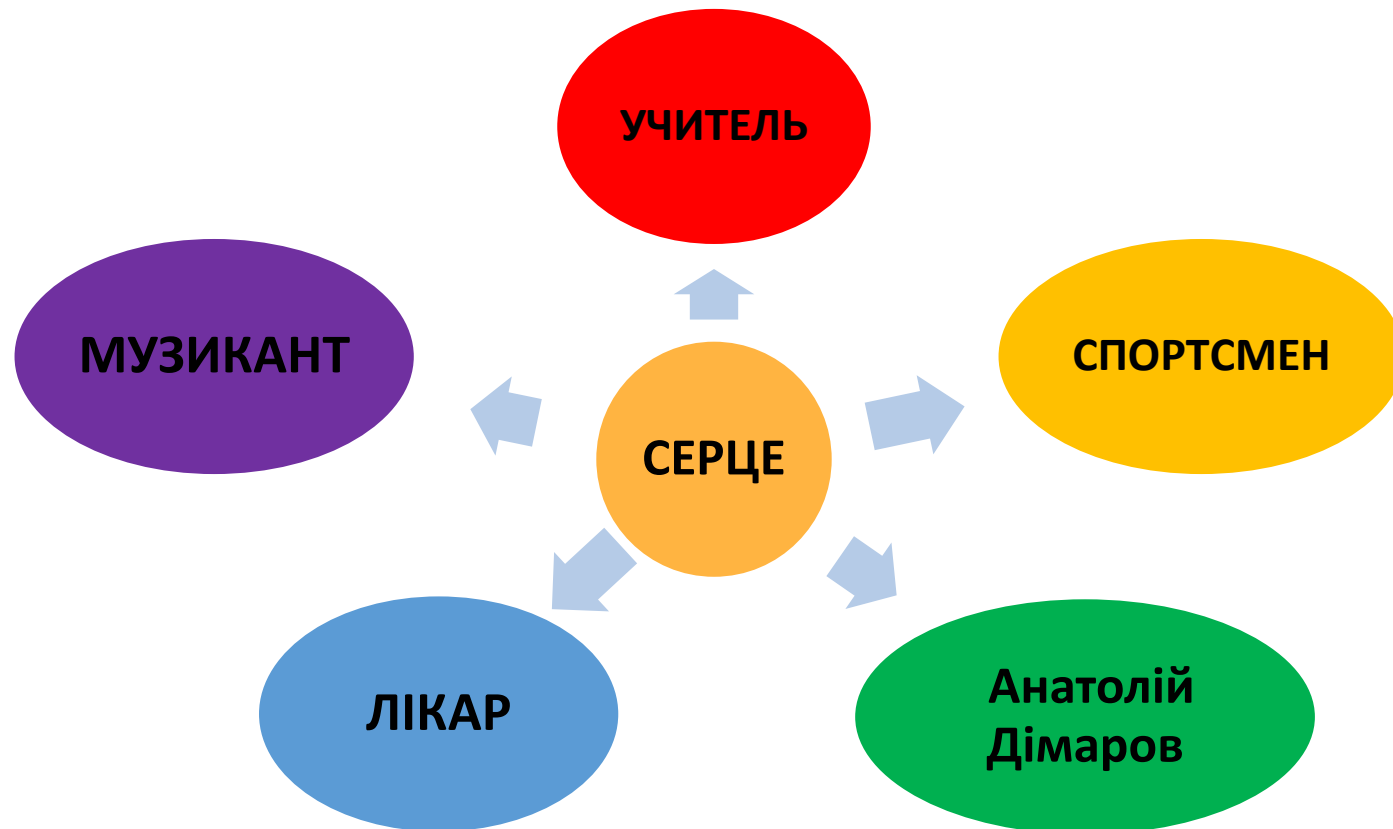 УЧИТЕЛЬ
МУЗИКАНТ
СПОРТСМЕН
СЕРЦЕ
ЛІКАР
Анатолій
Дімаров